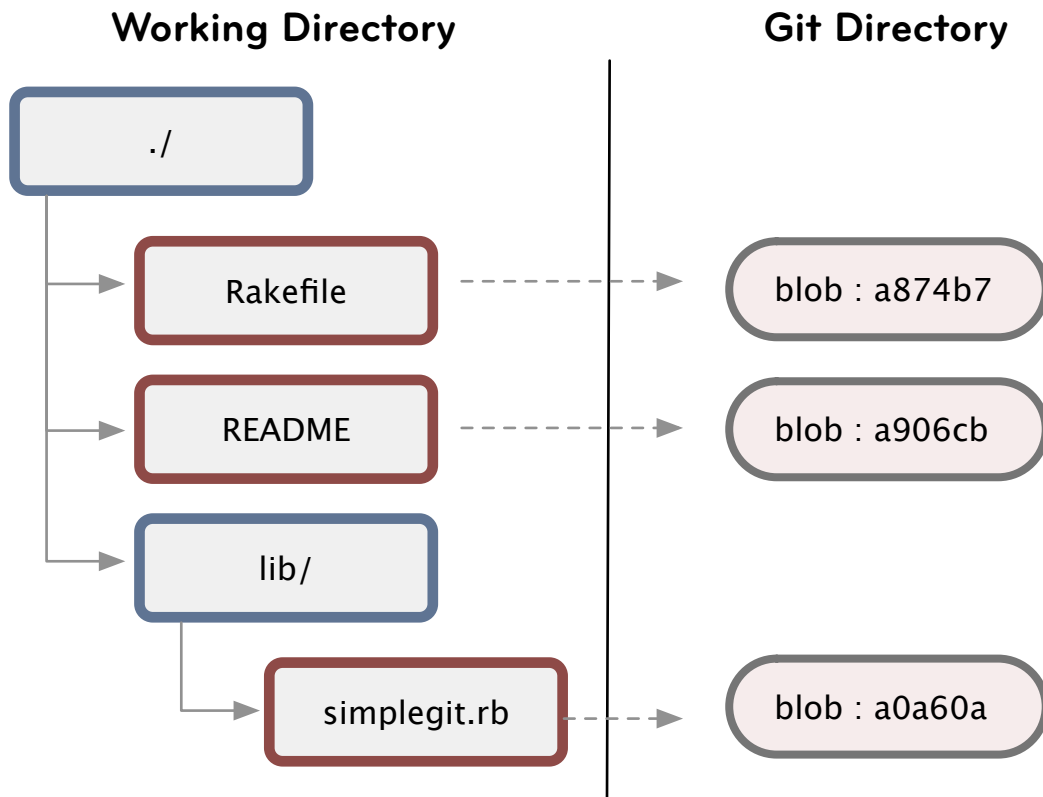 Working Directory
Git Directory
./
Rakefile
blob : a874b7
README
blob : a906cb
lib/
simplegit.rb
blob : a0a60a